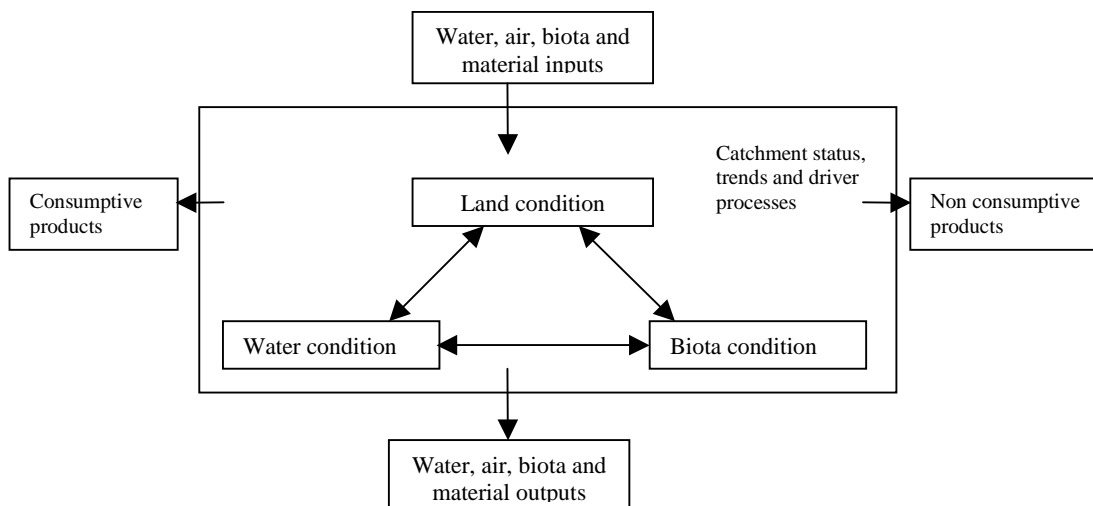 Water, air, biota and
material inputs
Catchment status,
trends and driver
processes
Consumptive
products
Land condition
Non consumptive
products
Water condition
Biota condition
Water, air, biota and
material outputs